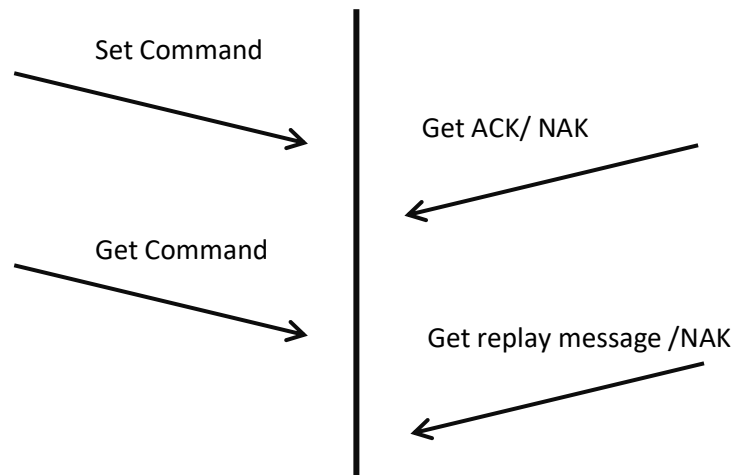 Set Command
Get ACK/ NAK
Get Command
Get replay message /NAK